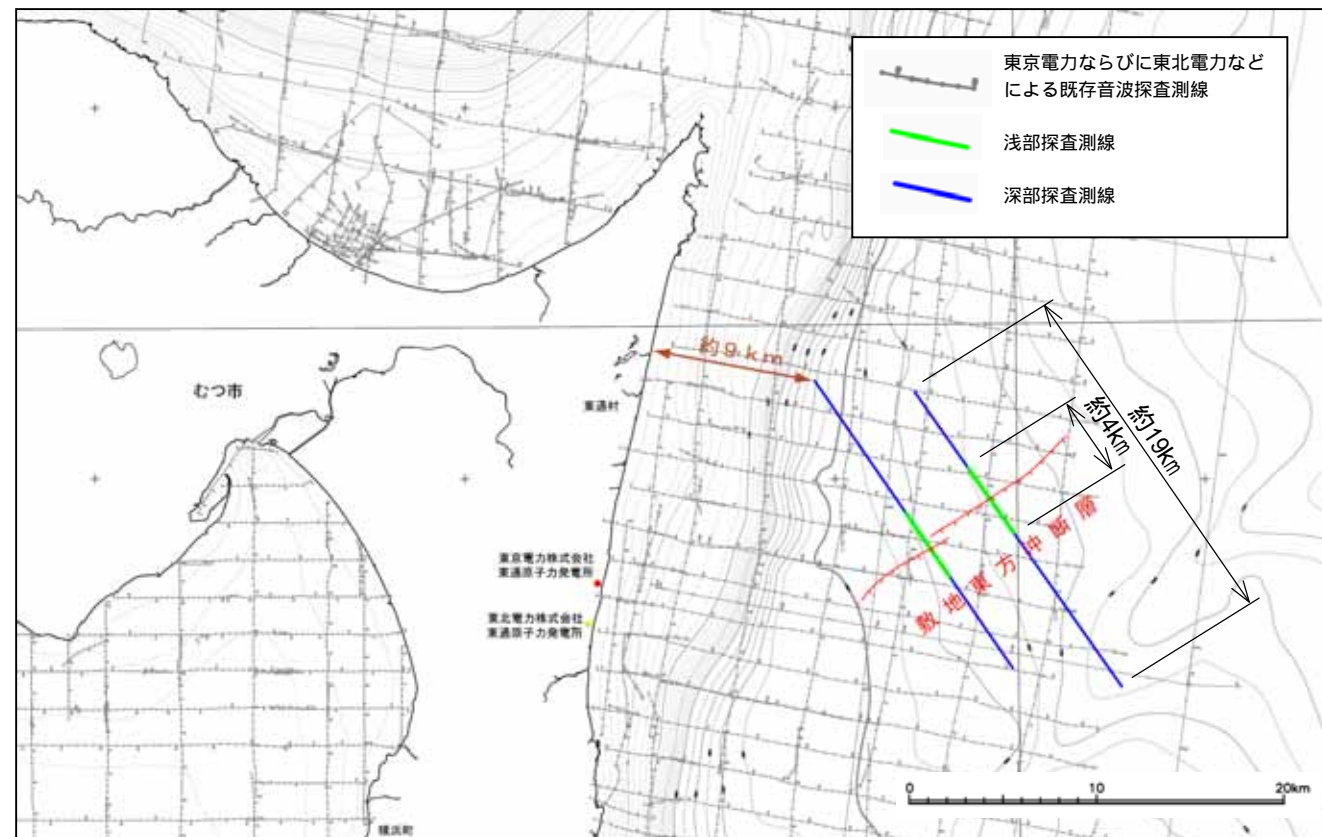 東京電力ならびに東北電力など
による既存音波探査測線
浅部探査測線
深部探査測線
約9km
むつ市
東通村
約4km
約19km
東京電力株式会社
東通原子力発電所
東北電力株式会社
東通原子力発電所
敷地東方沖断層
0 10 20km
横浜町